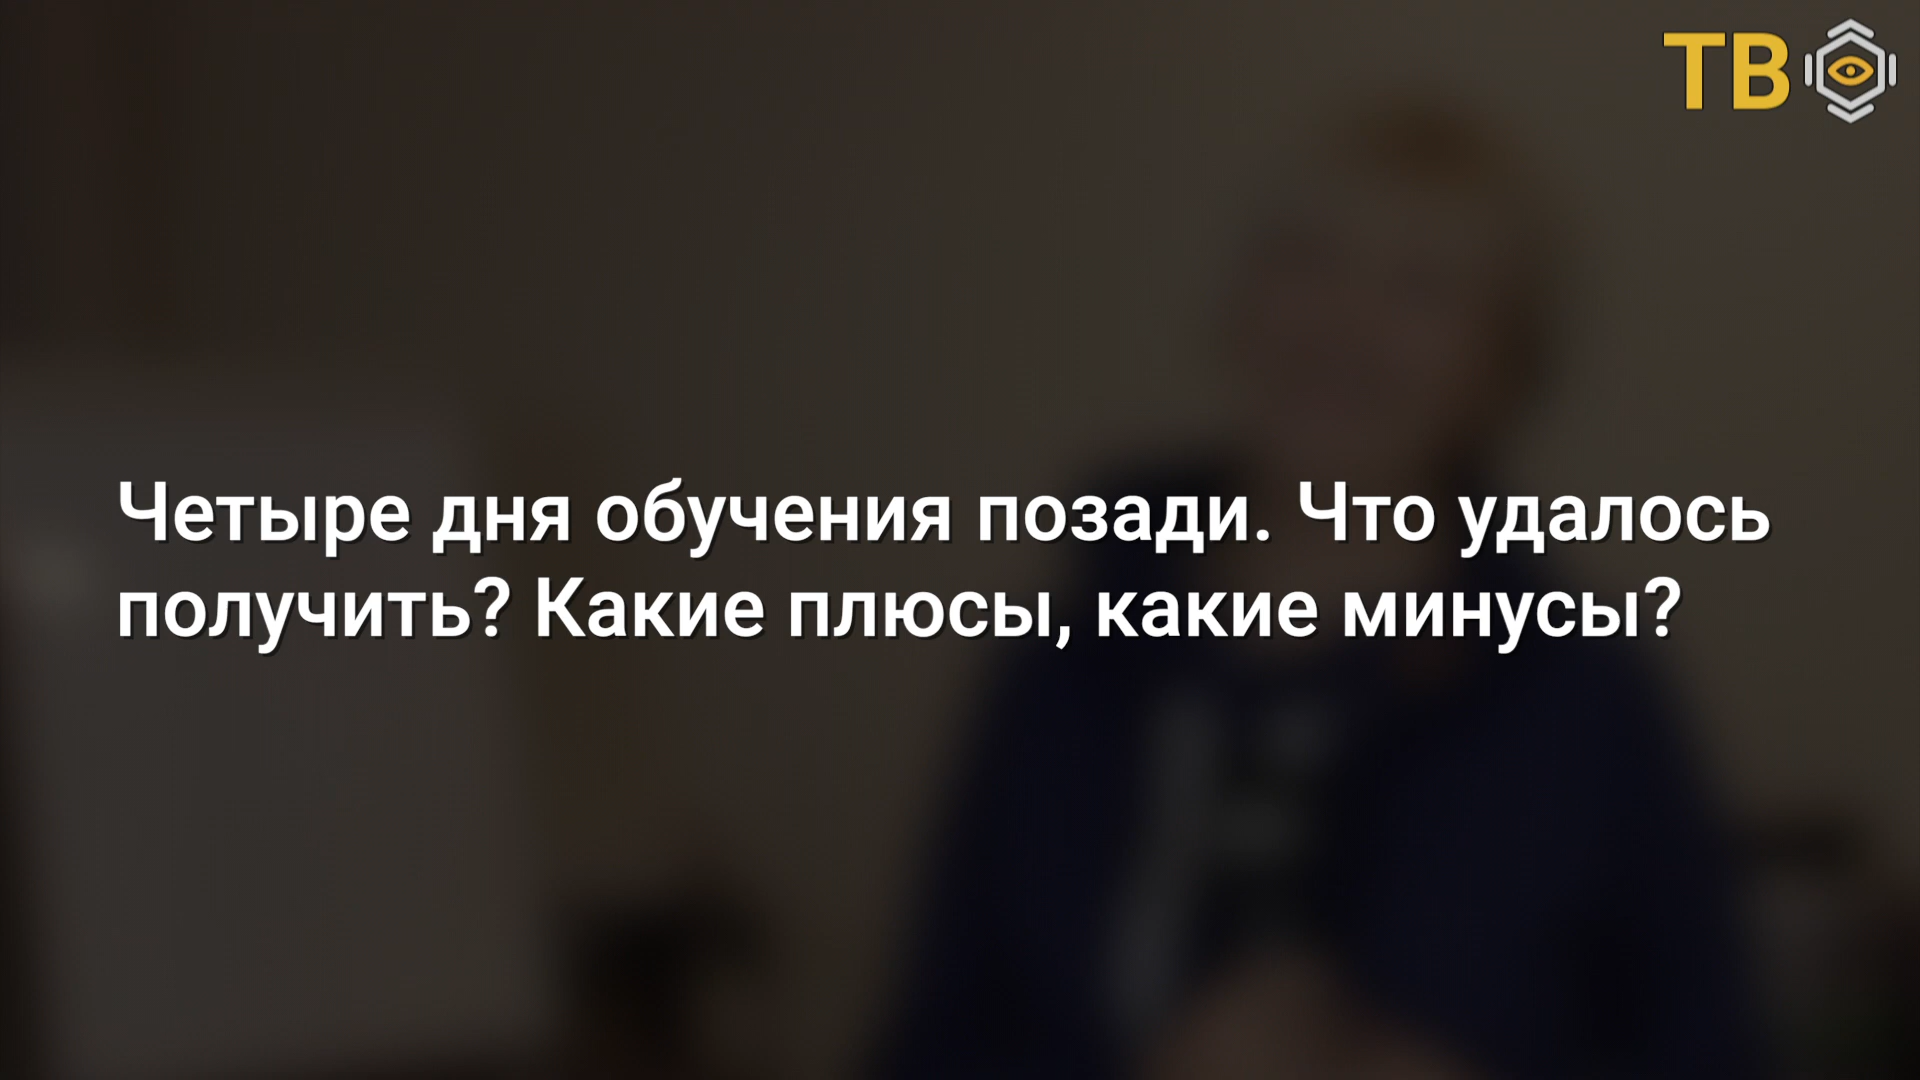 ТВ
Четыре дня обучения позади. Что удалось
получить? Какие плюсы, какие минусы?